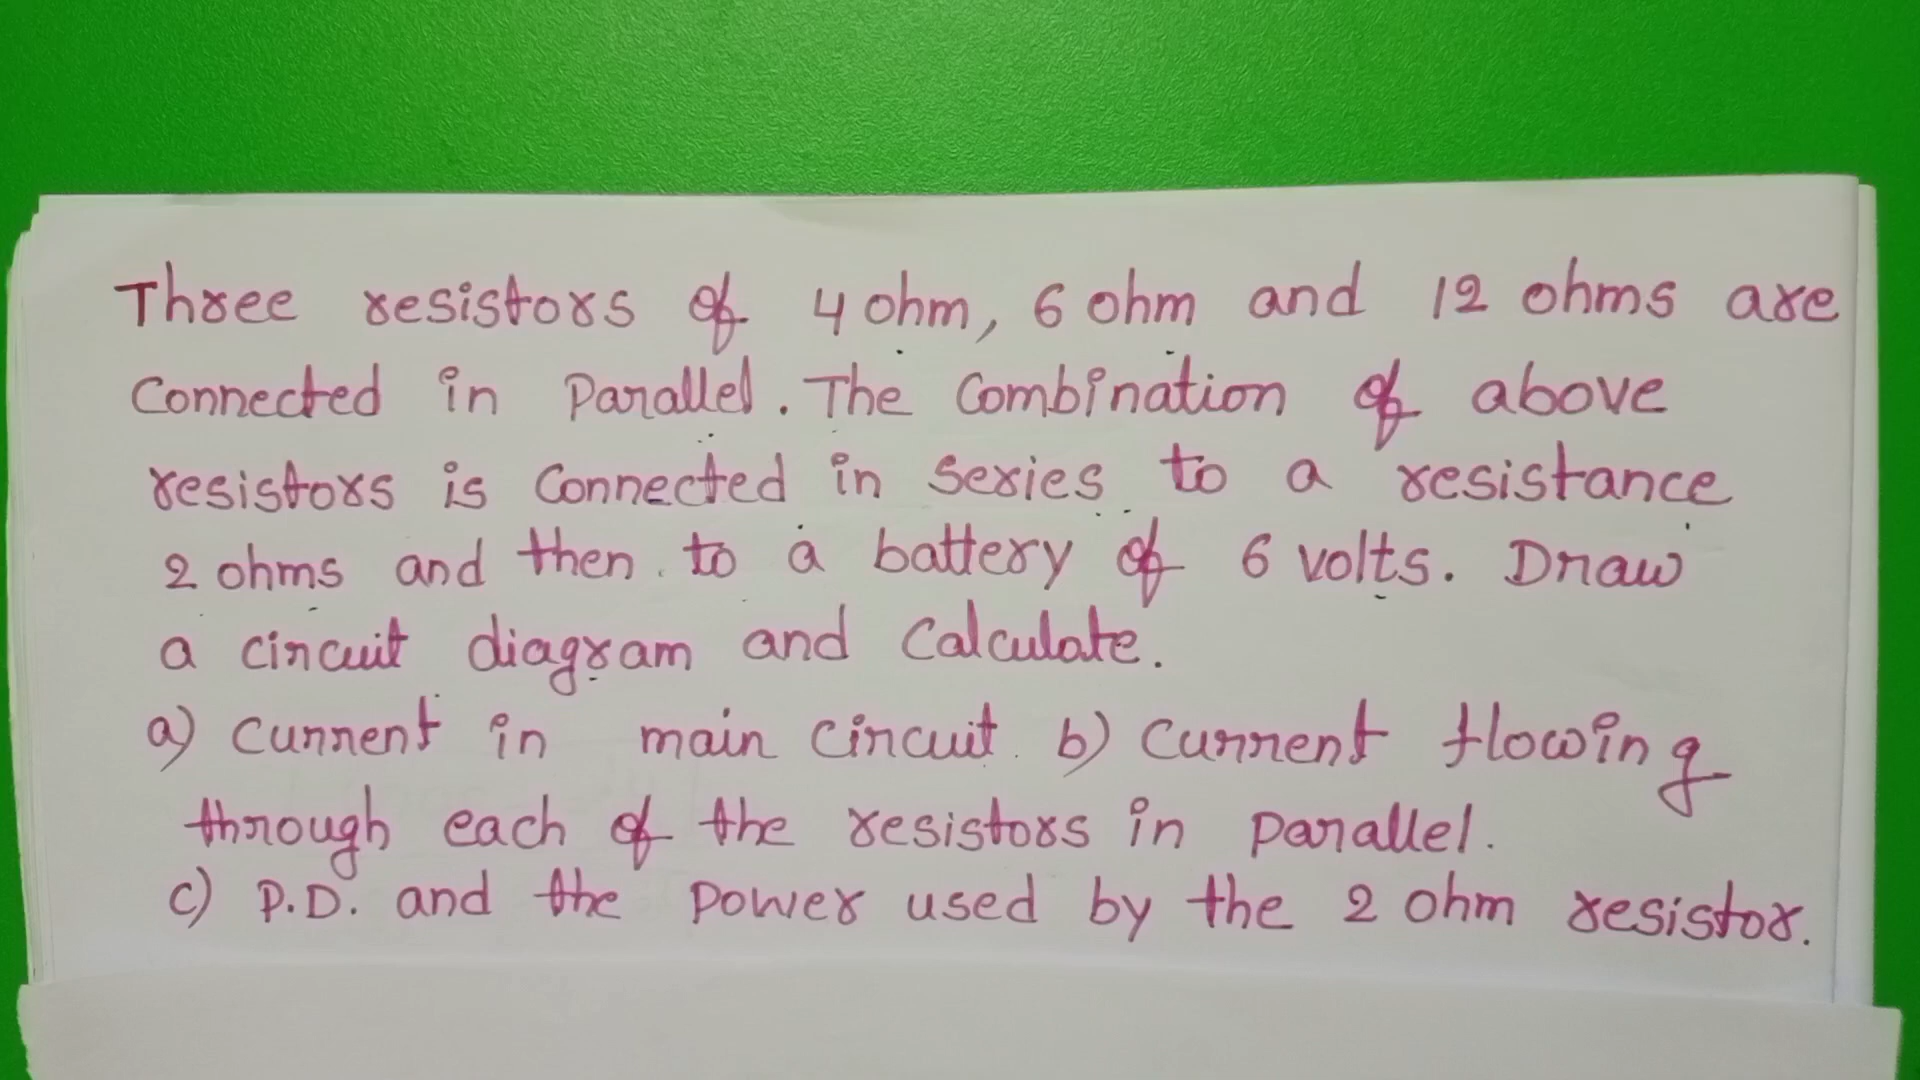 Three resistors of 4 ohm, 6 ohm and 12 ohms are
Connected in Parallel. The Combination of above
resistors is Connected in Series to a resistance
2 ohms and then to a battery of 6 volts. Draw
a circuit diagram and Calculate.
a) Current in main circuit. b) Current flowing
through each of the resistors in parallel.
c) P.D. and the Power used by the 2 ohm resistor.